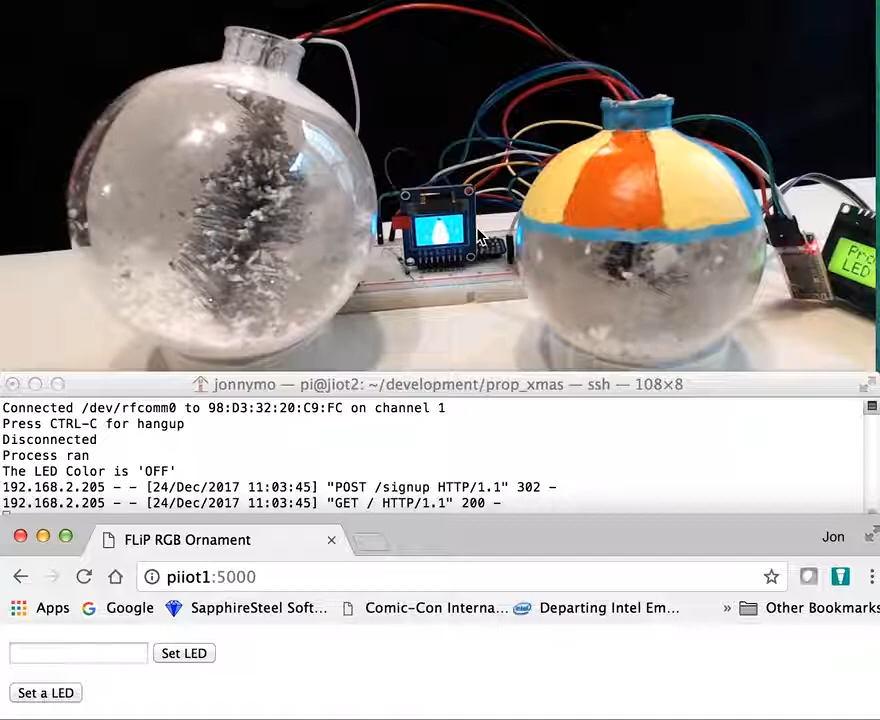 Pro
LED
jonnymo — pi@jiot2: ~/development/prop_xmas — ssh — 108×8
Connected /dev/rfcomm0 to 98:D3:32:20:C9:FC on channel 1
Press CTRL-C for hangup
Disconnected
Process ran
The LED Color is 'OFF'
192.168.2.205 - - [24/Dec/2017 11:03:45] "POST /signup HTTP/1.1" 302 -
192.168.2.205 - - [24/Dec/2017 11:03:45] "GET / HTTP/1.1" 200 -
FLiP RGB Ornament
Jon
piiot1:5000
Apps
Google
SapphireSteel Soft...
Comic-Con Interna...
Departing Intel Em...
» Other Bookmarks
Set LED
Set a LED